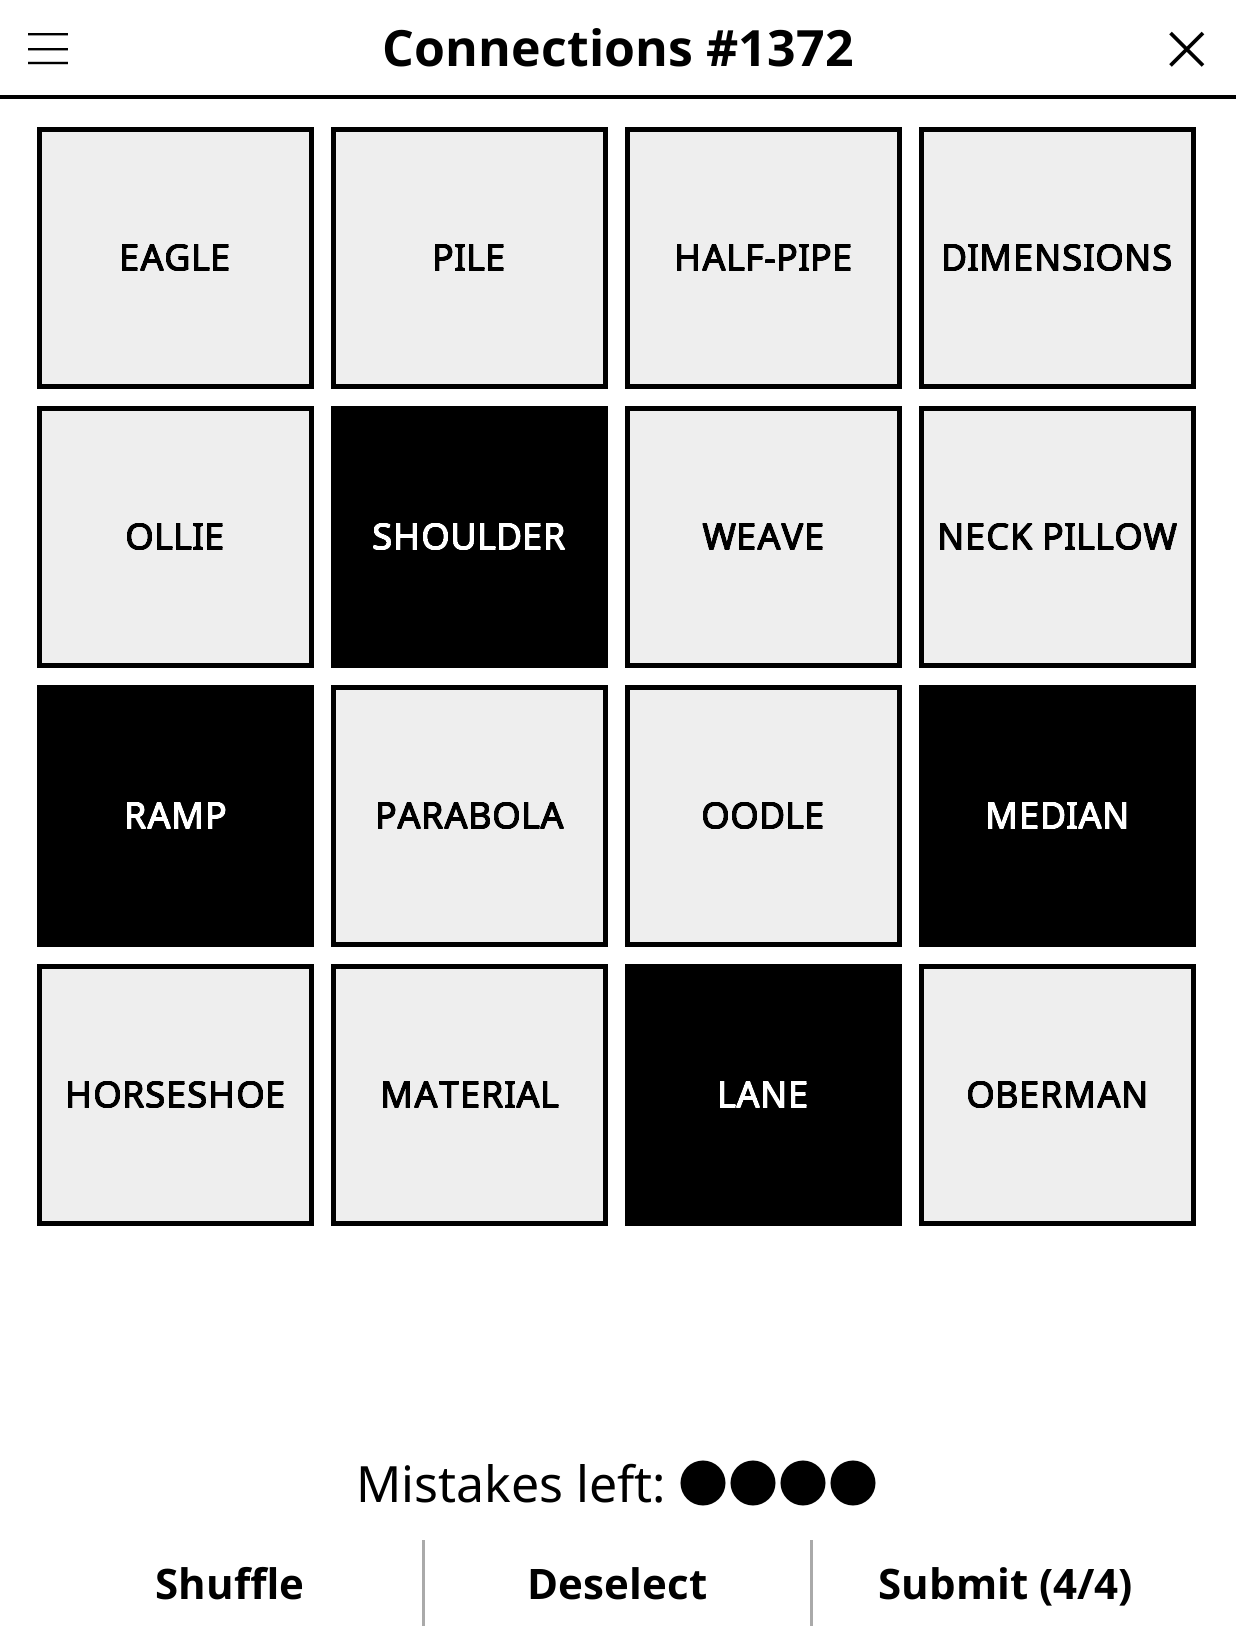 Connections #1372
EAGLE PILE HALF-PIPE DIMENSIONS
OLLIE SHOULDER WEAVE NECK PILLOW
RAMP PARABOLA OODLE MEDIAN
HORSESHOE MATERIAL LANE OBERMAN
Mistakes left:
Shuffle Deselect Submit (4/4)